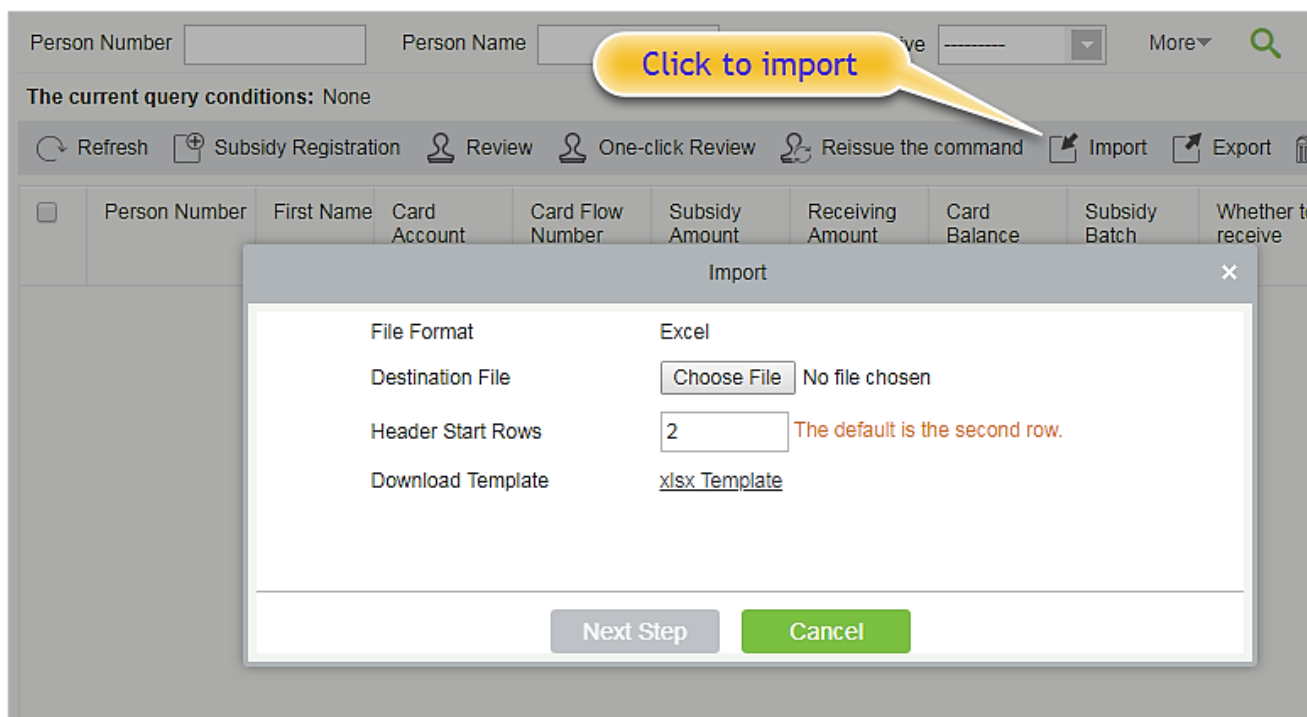 Person Number Person Name ve --------- More
Click to import
The current query conditions: None
Refresh Subsidy Registration Review One-click Review Reissue the command Import Export
Person Number First Name Card Account Card Flow Number Subsidy Amount Receiving Amount Card Balance Subsidy Batch Whether to receive
Import
File Format Excel
Destination File Choose File No file chosen
Header Start Rows 2 The default is the second row.
Download Template xlsx Template
Next Step Cancel